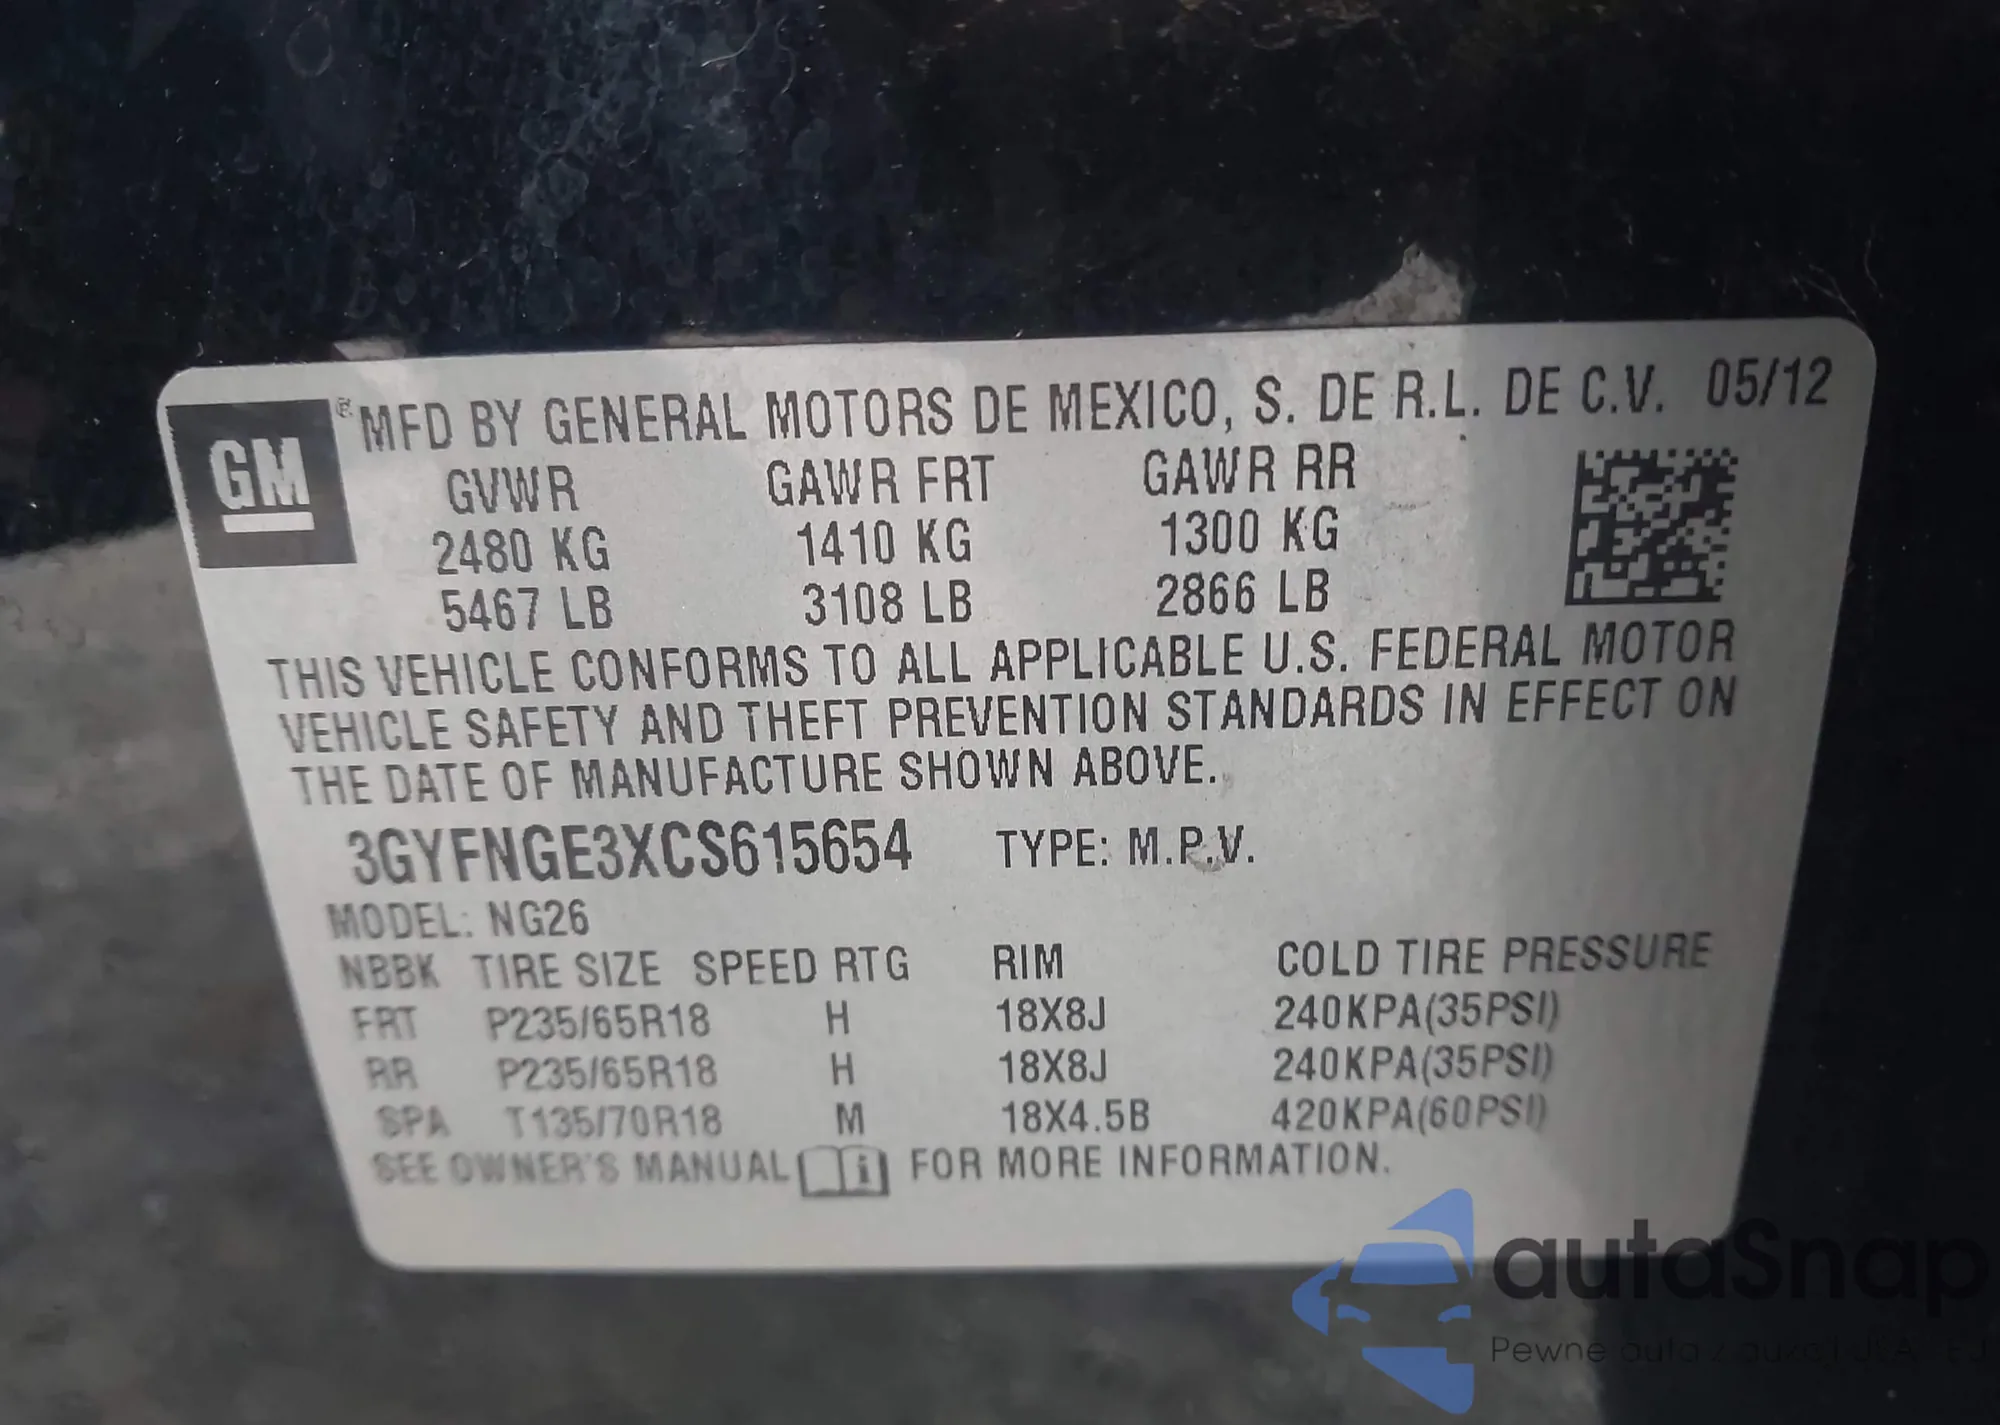 GM
® MFD BY GENERAL MOTORS DE MEXICO, S. DE R.L. DE C.V. 05/12
GVWR GAWR FRT GAWR RR
2480 KG 1410 KG 1300 KG
5467 LB 3108 LB 2866 LB
THIS VEHICLE CONFORMS TO ALL APPLICABLE U.S. FEDERAL MOTOR
VEHICLE SAFETY AND THEFT PREVENTION STANDARDS IN EFFECT ON
THE DATE OF MANUFACTURE SHOWN ABOVE.
3GYFNGE3XCS615654 TYPE: M.P.V.
MODEL: NG26
NBBK TIRE SIZE SPEED RTG RIM COLD TIRE PRESSURE
FRT P235/65R18 H 18X8J 240KPA(35PSI)
RR P235/65R18 H 18X8J 240KPA(35PSI)
SPA T135/70R18 M 18X4.5B 420KPA(60PSI)
SEE OWNER'S MANUAL i FOR MORE INFORMATION.
autaSnap
Pewne auta z